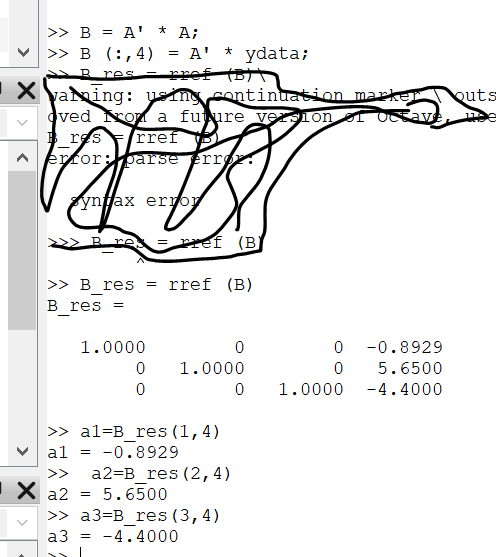 >> B = A' * A;
>> B (:,4) = A' * ydata;
>> B_res = rref (B)\
warning: using continuation marker \ outs
oved from a future version of Octave, use
B_res = rref (B)
error: parse error:
syntax error
>>> B_res = rref (B)
^
>> B_res = rref (B)
B_res =
1.0000 0 0 -0.8929
0 1.0000 0 5.6500
0 0 1.0000 -4.4000
>> a1=B_res(1,4)
a1 = -0.8929
>>  a2=B_res(2,4)
a2 = 5.6500
>> a3=B_res(3,4)
a3 = -4.4000
>>